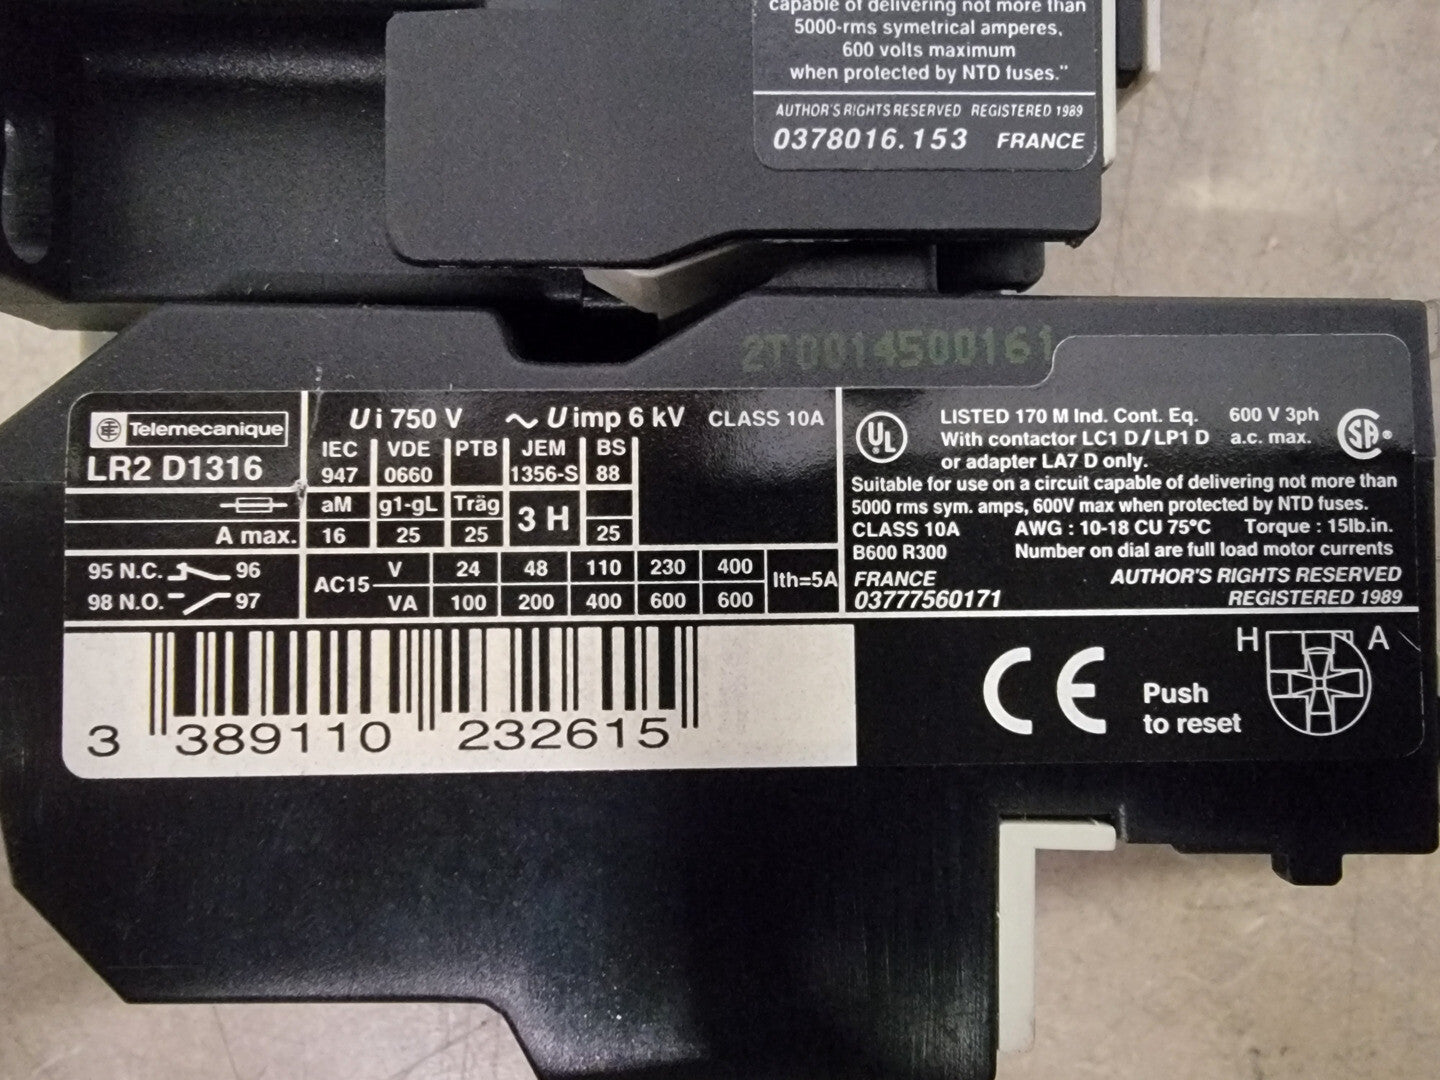 capable of delivering not more than
5000-rms symetrical amperes,
600 volts maximum
when protected by NTD fuses."
AUTHOR'S RIGHTS RESERVED REGISTERED 1989
0378016.153 FRANCE
2T0014500161
Telemecanique
LR2 D1316
A max.
95 N.C. 96
98 N.O. 97
Ui 750 V ~ Uimp 6 kV CLASS 10A
IEC VDE PTB JEM BS
947 0660 1356-S 88
aM g1-gL Träg 3 H
16 25 25 25
AC15 V 24 48 110 230 400 Ith=5A
VA 100 200 400 600 600
UL LISTED 170 M Ind. Cont. Eq. 600 V 3ph SA ®
With contactor LC1 D/LP1 D a.c. max.
or adapter LA7 D only.
Suitable for use on a circuit capable of delivering not more than
5000 rms sym. amps, 600V max when protected by NTD fuses.
CLASS 10A AWG : 10-18 CU 75°C Torque : 15lb.in.
B600 R300 Number on dial are full load motor currents
FRANCE AUTHOR'S RIGHTS RESERVED
03777560171 REGISTERED 1989
3 389110 232615
CE
Push
to reset
H A